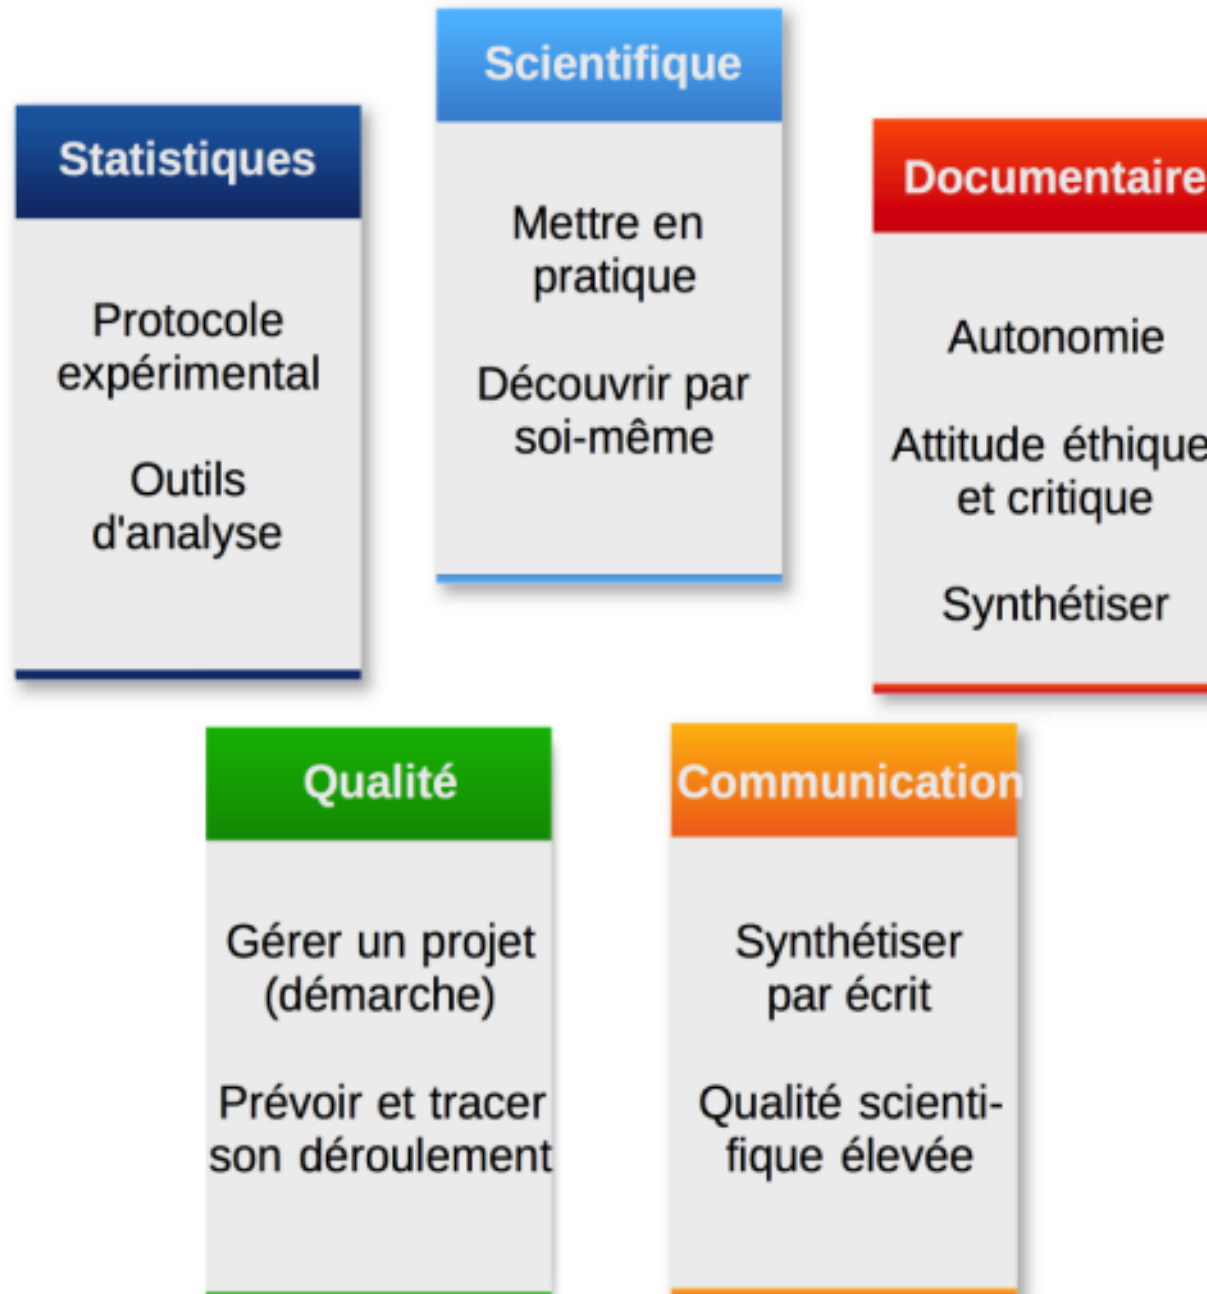 Statistiques
Protocole
expérimental
Outils
d'analyse
Scientifique
Mettre en
pratique
Découvrir par
soi-même
Documentaire
Autonomie
Attitude éthique
et critique
Synthétiser
Qualité
Gérer un projet
(démarche)
Prévoir et tracer
son déroulement
Communication
Synthétiser
par écrit
Qualité scienti-
fique élevée